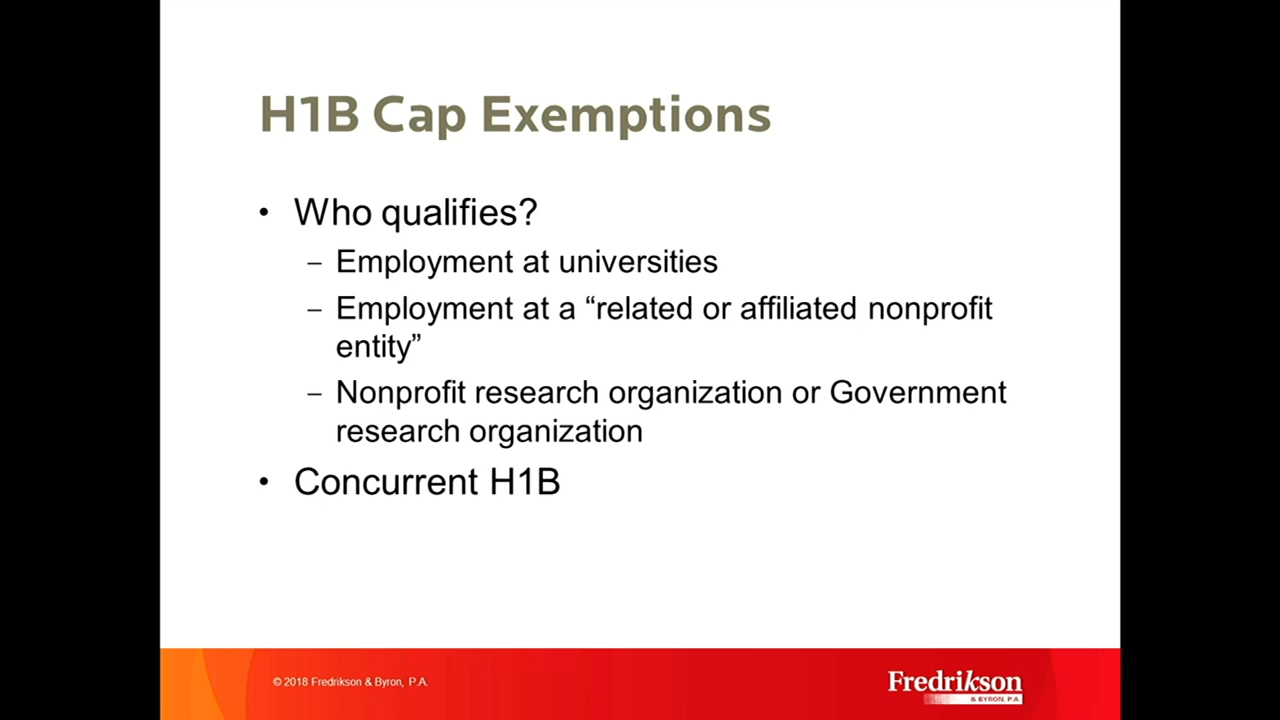 H1B Cap Exemptions
• Who qualifies?
– Employment at universities
– Employment at a “related or affiliated nonprofit
entity”
– Nonprofit research organization or Government
research organization
• Concurrent H1B
© 2018 Fredrikson & Byron, P.A.
Fredrikson
& BYRON, P.A.